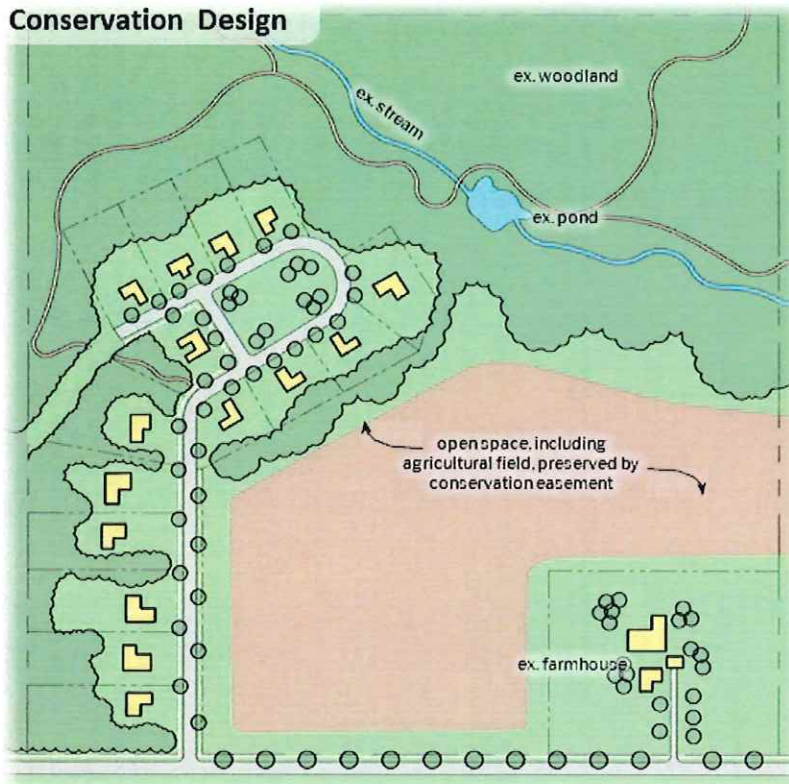 Conservation Design
ex. woodland
ex. stream
ex. pond
open space, including
agricultural field, preserved by
conservation easement
ex. farmhouse